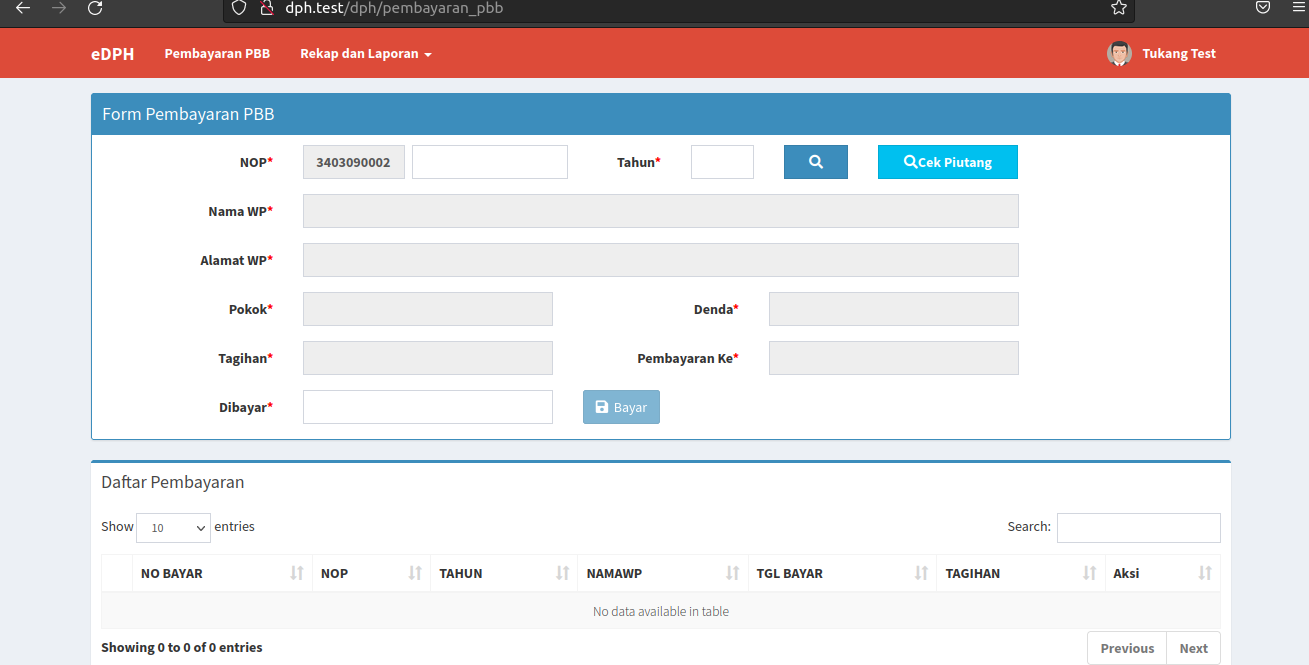 dph.test/dph/pembayaran_pbb
eDPH Pembayaran PBB Rekap dan Laporan Tukang Test
Form Pembayaran PBB
NOP* 3403090002 Tahun* Cek Piutang
Nama WP*
Alamat WP*
Pokok* Denda*
Tagihan* Pembayaran Ke*
Dibayar* Bayar
Daftar Pembayaran
Show 10 entries Search:
NO BAYAR NOP TAHUN NAMAWP TGL BAYAR TAGIHAN Aksi
No data available in table
Showing 0 to 0 of 0 entries Previous Next